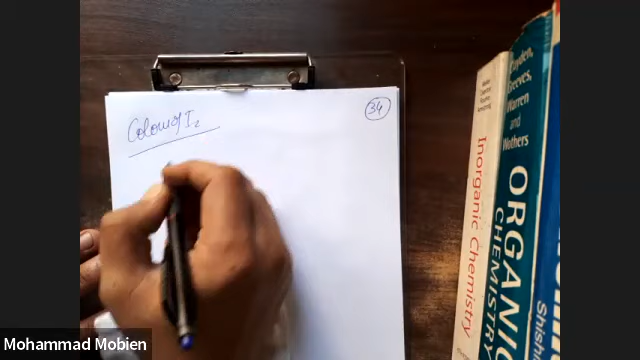 Colour of I2
34
Inorganic Chemistry
Clayden,
Greeves,
Warren
and
Wothers
ORGANIC
CHEMISTRY
Mohammad Mobien